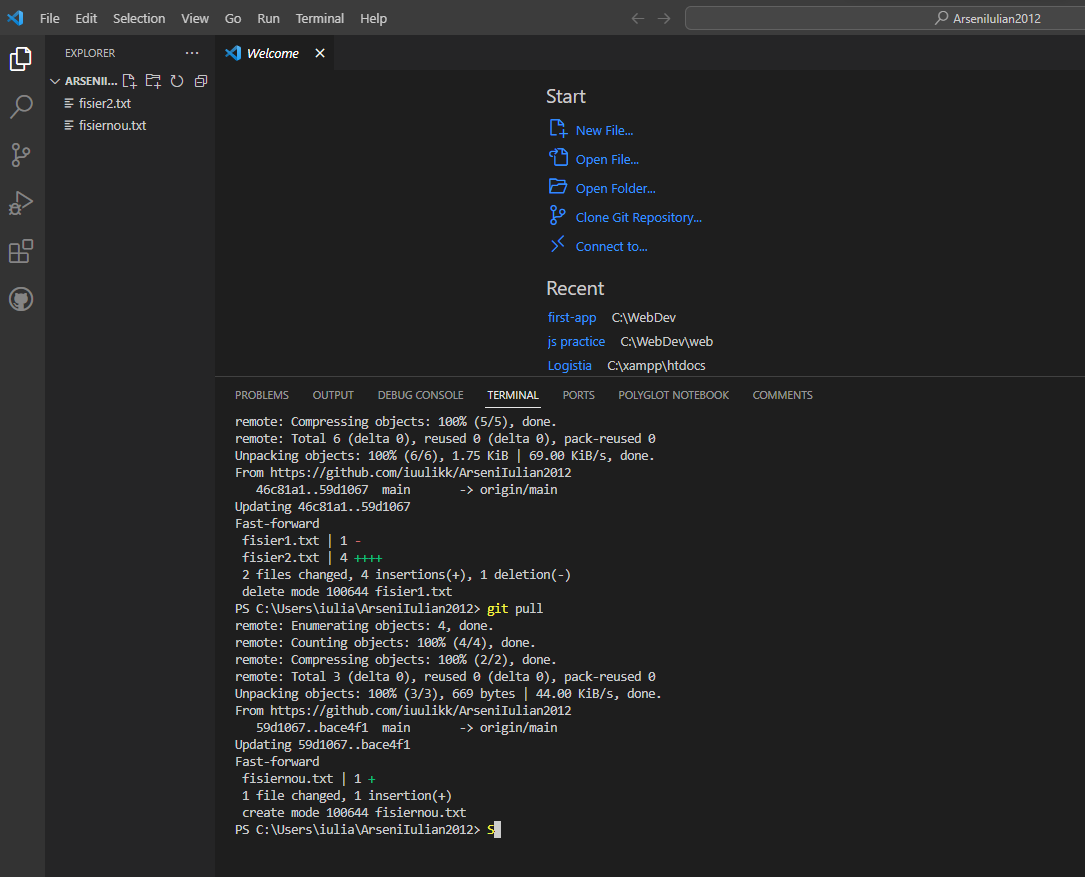 File Edit Selection View Go Run Terminal Help
ArseniIulian2012
EXPLORER ···
ARSENII...
fisier2.txt
fisiernou.txt
Welcome
Start
New File...
Open File...
Open Folder...
Clone Git Repository...
Connect to...
Recent
first-app C:\WebDev
js practice C:\WebDev\web
Logistia C:\xampp\htdocs
PROBLEMS OUTPUT DEBUG CONSOLE TERMINAL PORTS POLYGLOT NOTEBOOK COMMENTS
remote: Compressing objects: 100% (5/5), done.
remote: Total 6 (delta 0), reused 0 (delta 0), pack-reused 0
Unpacking objects: 100% (6/6), 1.75 KiB | 69.00 KiB/s, done.
From https://github.com/iuulikk/ArseniIulian2012
46c81a1..59d1067 main -> origin/main
Updating 46c81a1..59d1067
Fast-forward
fisier1.txt | 1 -
fisier2.txt | 4 ++++
2 files changed, 4 insertions(+), 1 deletion(-)
delete mode 100644 fisier1.txt
PS C:\Users\iulia\ArseniIulian2012> git pull
remote: Enumerating objects: 4, done.
remote: Counting objects: 100% (4/4), done.
remote: Compressing objects: 100% (2/2), done.
remote: Total 3 (delta 0), reused 0 (delta 0), pack-reused 0
Unpacking objects: 100% (3/3), 669 bytes | 44.00 KiB/s, done.
From https://github.com/iuulikk/ArseniIulian2012
59d1067..bace4f1 main -> origin/main
Updating 59d1067..bace4f1
Fast-forward
fisiernou.txt | 1 +
1 file changed, 1 insertion(+)
create mode 100644 fisiernou.txt
PS C:\Users\iulia\ArseniIulian2012> S